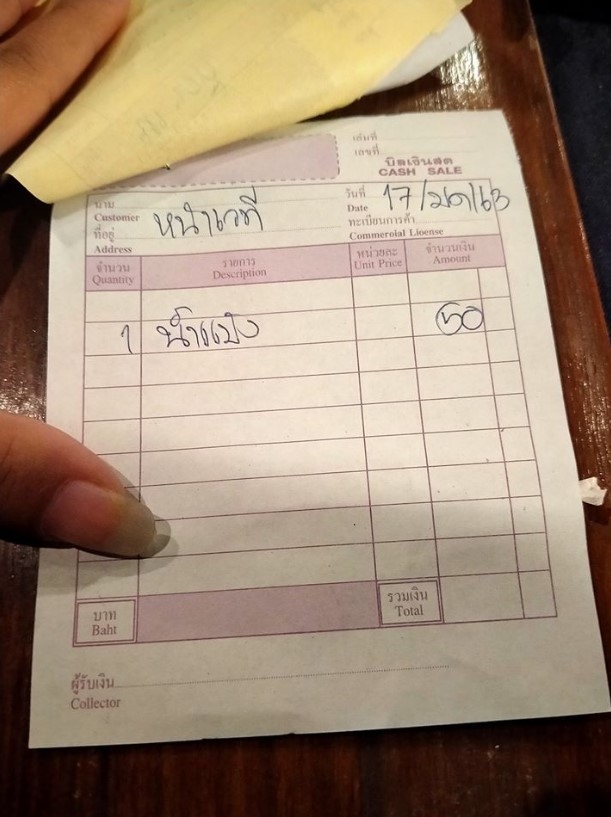 เล่มที่
เลขที่
บิลเงินสด
CASH SALE
นาม
Customer หน้าเวที
วันที่
Date 17/มค/63
ที่อยู่
Address
ทะเบียนการค้า
Commercial License
จำนวน รายการ หน่วยละ จำนวนเงิน
Quantity Description Unit Price Amount
1 น้ำแข็ง 50
บาท
Baht
รวมเงิน
Total
ผู้รับเงิน
Collector